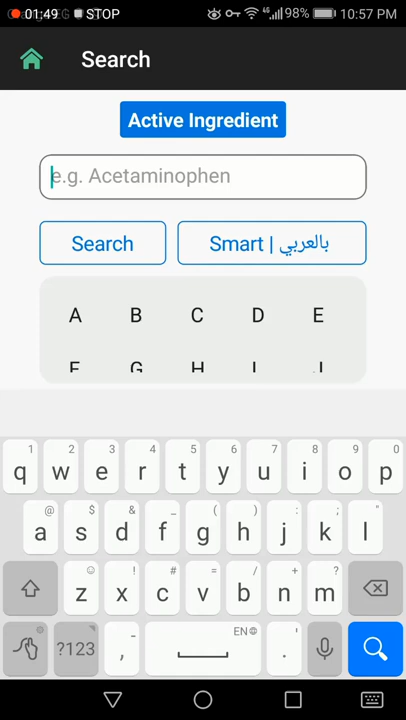 01:49 STOP 4G 98% 10:57 PM
Search
Active Ingredient
e.g. Acetaminophen
Search Smart | بالعربي
A B C D E
F G H I J
1 2 3 4 5 6 7 8 9 0
q w e r t y u i o p
@ $ & _ ( ) : ; "
a s d f g h j k l
! # = / + ?
z x c v b n m
?123 , - EN . '